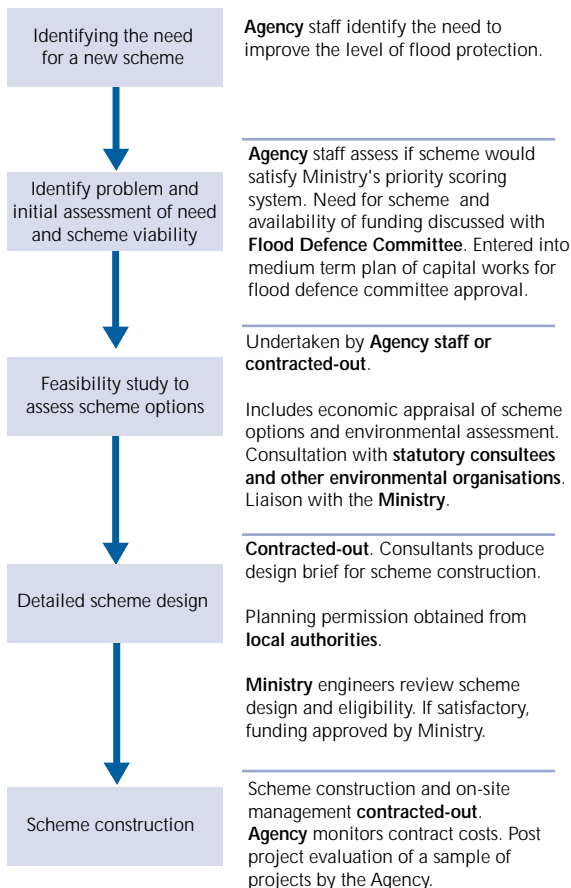 Identifying the need
for a new scheme
Agency staff identify the need to
improve the level of flood protection.
Identify problem and
initial assessment of need
and scheme viability
Agency staff assess if scheme would
satisfy Ministry's priority scoring
system. Need for scheme and
availability of funding discussed with
Flood Defence Committee. Entered into
medium term plan of capital works for
flood defence committee approval.
Feasibility study to
assess scheme options
Undertaken by Agency staff or
contracted-out.
Includes economic appraisal of scheme
options and environmental assessment.
Consultation with statutory consultees
and other environmental organisations.
Liaison with the Ministry.
Detailed scheme design
Contracted-out. Consultants produce
design brief for scheme construction.
Planning permission obtained from
local authorities.
Ministry engineers review scheme
design and eligibility. If satisfactory,
funding approved by Ministry.
Scheme construction
Scheme construction and on-site
management contracted-out.
Agency monitors contract costs. Post
project evaluation of a sample of
projects by the Agency.